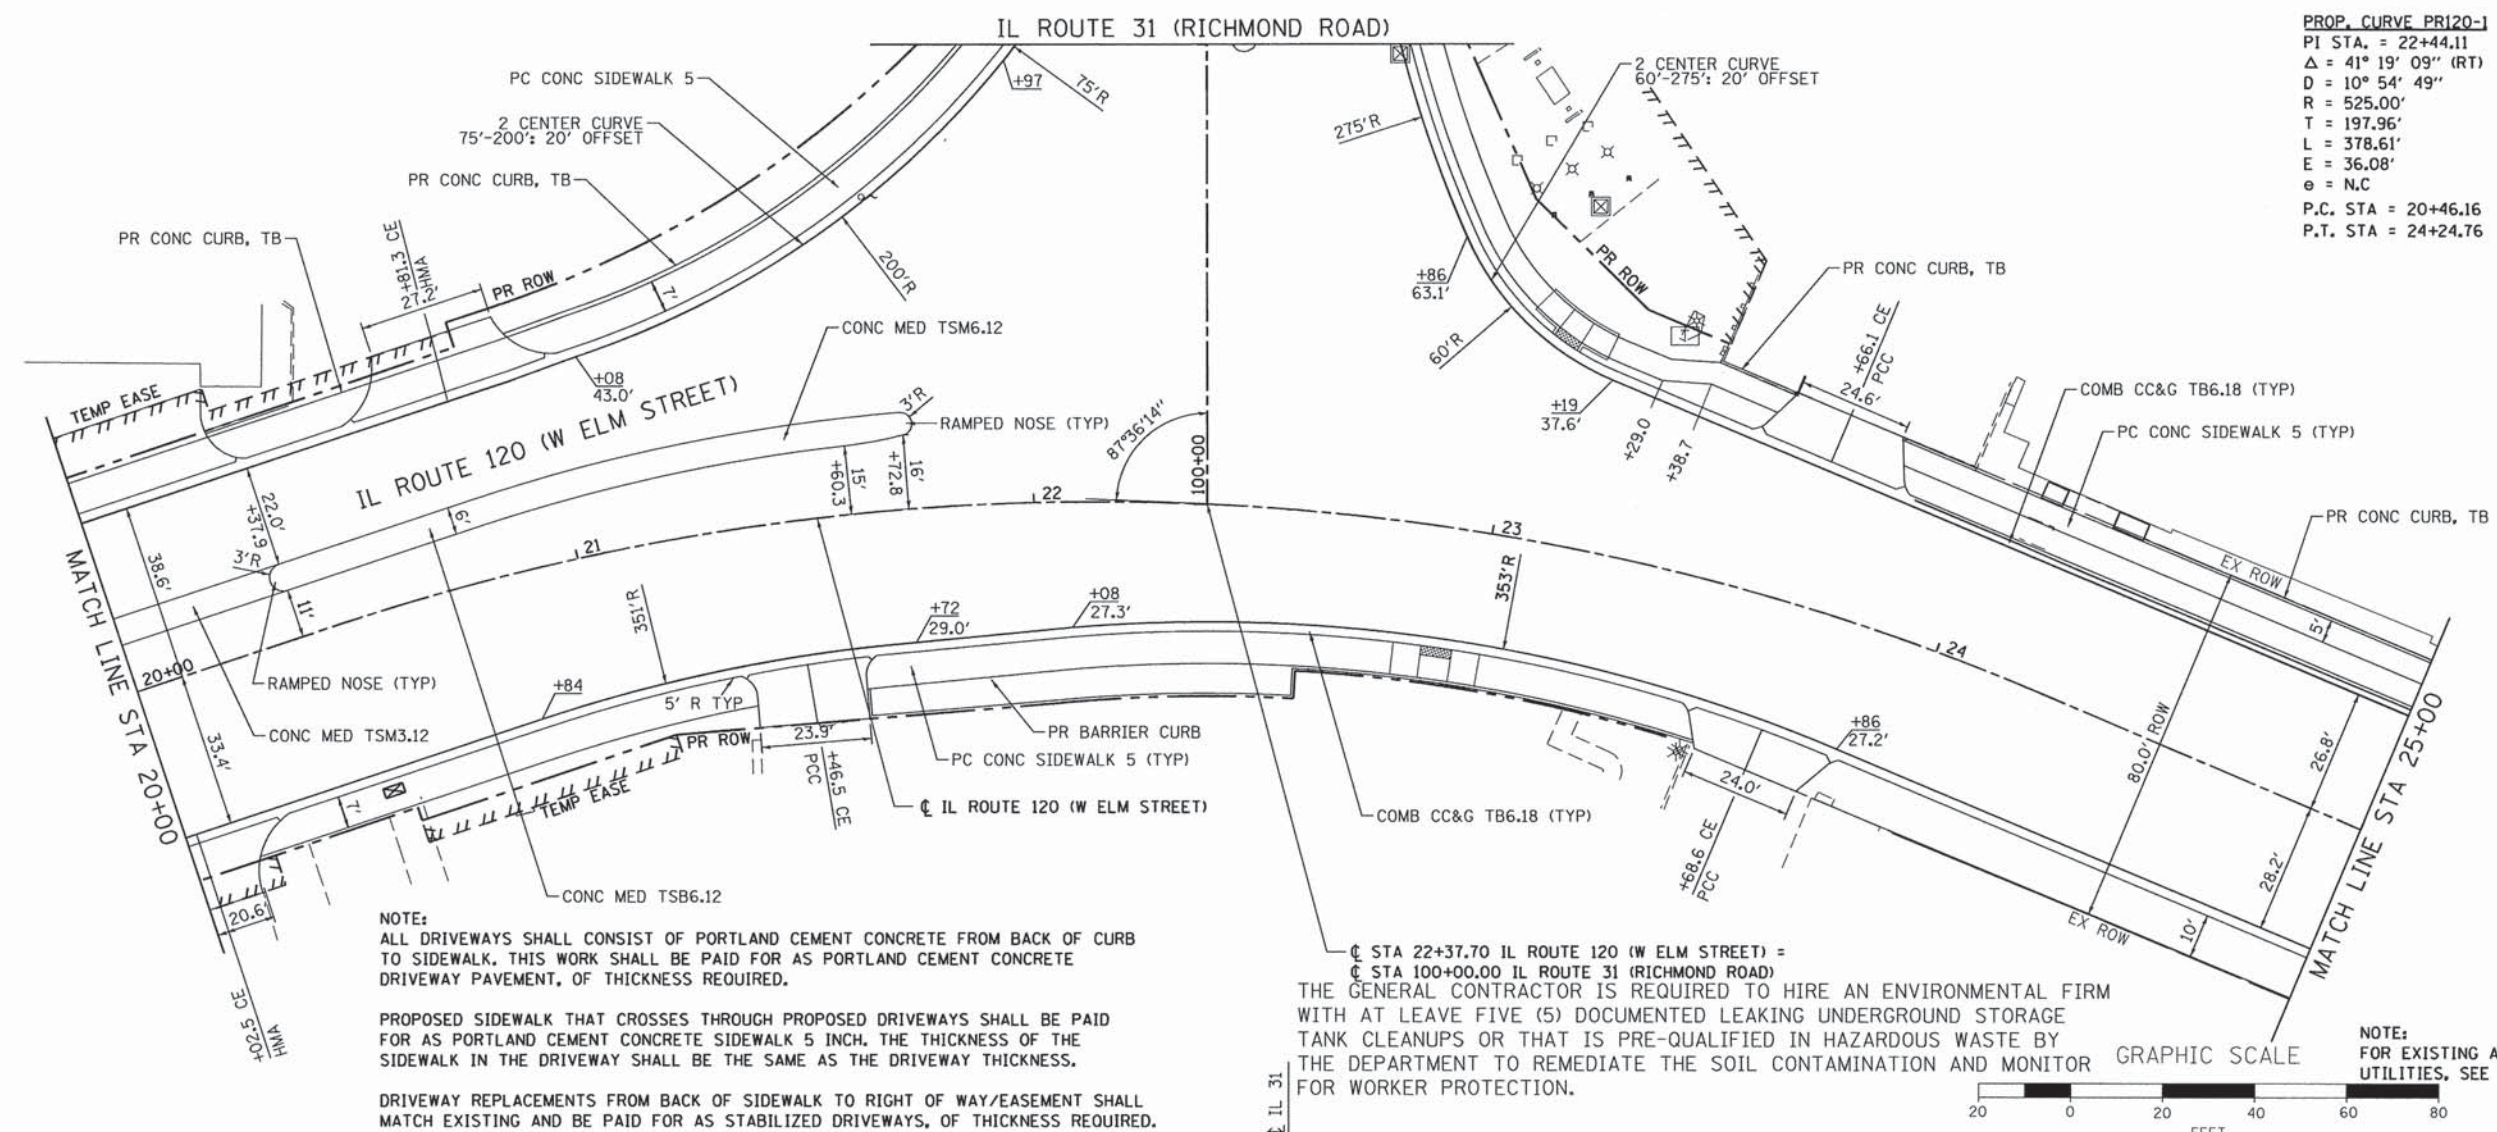 IL ROUTE 31 (RICHMOND ROAD)
PROP. CURVE PR120-1
PI STA. = 22+44.11
Δ = 41° 19' 09" (RT)
D = 10° 54' 49"
R = 525.00'
T = 197.96'
L = 378.61'
E = 36.08'
e = N.C
P.C. STA = 20+46.16
P.T. STA = 24+24.76
PC CONC SIDEWALK 5
+97
75'R
2 CENTER CURVE
75'-200': 20' OFFSET
PR CONC CURB, TB
PR CONC CURB, TB
2 CENTER CURVE
60'-275': 20' OFFSET
275'R
+81.3 CE
HMA
27.2'
PR ROW
7'
200'R
CONC MED TSM6.12
+86
63.1'
60'R
PR ROW
PR CONC CURB, TB
+66.1 CE
PCC
24.6'
TEMP EASE
+08
43.0'
IL ROUTE 120 (W ELM STREET)
3'R
RAMPED NOSE (TYP)
87°36'14"
100+00
+19
37.6'
+29.0
+38.7
COMB CC&G TB6.18 (TYP)
PC CONC SIDEWALK 5 (TYP)
PR CONC CURB, TB
22.0'
+37.9
3'R
6'
15'
+60.3
16'
+72.8
21
22
23
24
MATCH LINE STA 20+00
38.6'
11'
20+00
33.4'
RAMPED NOSE (TYP)
CONC MED TSM3.12
351'R
353'R
+84
+72
29.0'
+08
27.3'
5' R TYP
PR ROW
23.9'
+46.5 CE
PCC
PR BARRIER CURB
PC CONC SIDEWALK 5 (TYP)
℄ IL ROUTE 120 (W ELM STREET)
TEMP EASE
7'
+86
27.2'
24.0'
+68.6 CE
PCC
COMB CC&G TB6.18 (TYP)
EX ROW
5'
80.0' ROW
26.8'
28.2'
MATCH LINE STA 25+00
EX ROW
10'
20.6'
+02.5 CE
HMA
CONC MED TSB6.12
NOTE:
ALL DRIVEWAYS SHALL CONSIST OF PORTLAND CEMENT CONCRETE FROM BACK OF CURB
TO SIDEWALK. THIS WORK SHALL BE PAID FOR AS PORTLAND CEMENT CONCRETE
DRIVEWAY PAVEMENT, OF THICKNESS REQUIRED.
PROPOSED SIDEWALK THAT CROSSES THROUGH PROPOSED DRIVEWAYS SHALL BE PAID
FOR AS PORTLAND CEMENT CONCRETE SIDEWALK 5 INCH. THE THICKNESS OF THE
SIDEWALK IN THE DRIVEWAY SHALL BE THE SAME AS THE DRIVEWAY THICKNESS.
DRIVEWAY REPLACEMENTS FROM BACK OF SIDEWALK TO RIGHT OF WAY/EASEMENT SHALL
MATCH EXISTING AND BE PAID FOR AS STABILIZED DRIVEWAYS, OF THICKNESS REQUIRED.
℄ STA 22+37.70 IL ROUTE 120 (W ELM STREET) =
℄ STA 100+00.00 IL ROUTE 31 (RICHMOND ROAD)
THE GENERAL CONTRACTOR IS REQUIRED TO HIRE AN ENVIRONMENTAL FIRM
WITH AT LEAVE FIVE (5) DOCUMENTED LEAKING UNDERGROUND STORAGE
TANK CLEANUPS OR THAT IS PRE-QUALIFIED IN HAZARDOUS WASTE BY
THE DEPARTMENT TO REMEDIATE THE SOIL CONTAMINATION AND MONITOR
FOR WORKER PROTECTION.
℄ IL 31
GRAPHIC SCALE
20 0 20 40 60 80
FEET
NOTE:
FOR EXISTING A
UTILITIES, SEE